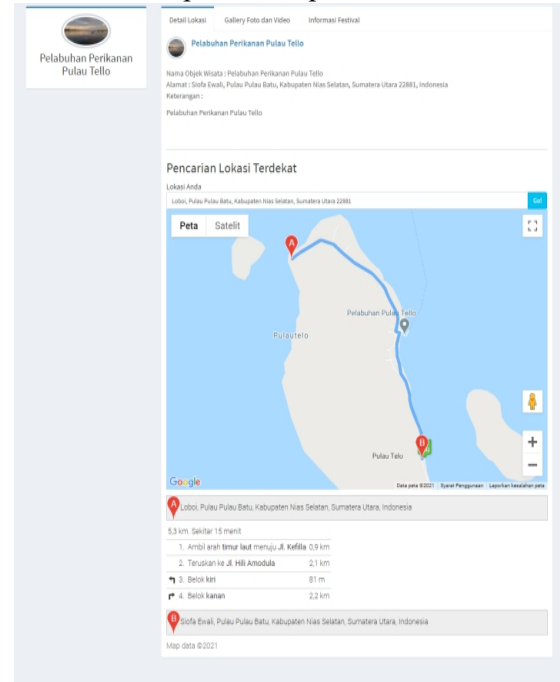 Pelabuhan Perikanan
Pulau Tello
Detail Lokasi
Gallery Foto dan Video
Informasi Festival
Pelabuhan Perikanan Pulau Tello
Nama Objek Wisata : Pelabuhan Perikanan Pulau Tello
Alamat : Siofa Ewali, Pulau Pulau Batu, Kabupaten Nias Selatan, Sumatera Utara 22881, Indonesia
Keterangan :
Pelabuhan Perikanan Pulau Tello
Pencarian Lokasi Terdekat
Lokasi Anda
Loboi, Pulau Pulau Batu, Kabupaten Nias Selatan, Sumatera Utara 22881
Go!
Peta
Satelit
A
Pelabuhan Pulau Tello
Pulautelo
B
Pulau Telo
Google
Data peta ©2021
Syarat Penggunaan
Laporkan kesalahan peta
A
Loboi, Pulau Pulau Batu, Kabupaten Nias Selatan, Sumatera Utara, Indonesia
5,3 km. Sekitar 15 menit
1. Ambil arah timur laut menuju Jl. Kefilla 0,9 km
2. Teruskan ke Jl. Hili Amodula 2,1 km
3. Belok kiri 81 m
4. Belok kanan 2,2 km
B
Siofa Ewali, Pulau Pulau Batu, Kabupaten Nias Selatan, Sumatera Utara, Indonesia
Map data ©2021